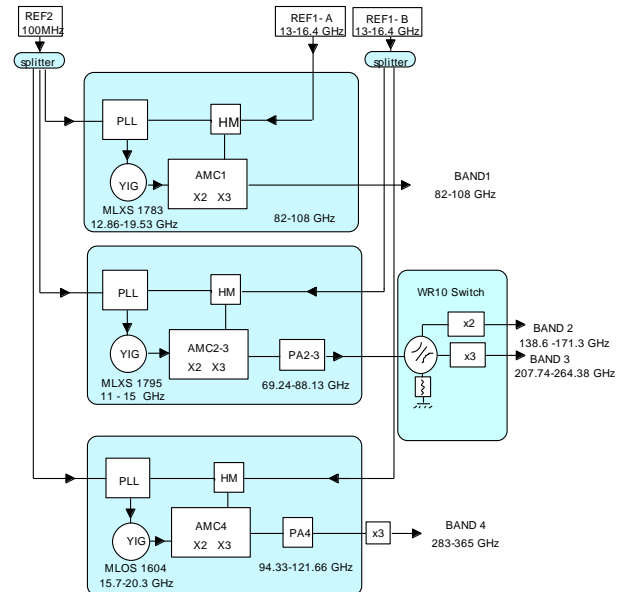 REF2
100MHz
REF1- A
13-16.4 GHz
REF1- B
13-16.4 GHz
splitter
splitter
PLL
HM
YIG
AMC1
X2 X3
MLXS 1783
12.86-19.53 GHz
82-108 GHz
BAND1
82-108 GHz
PLL
HM
YIG
AMC2-3
X2 X3
PA2-3
MLXS 1795
11 - 15 GHz
69.24-88.13 GHz
WR10 Switch
x2
x3
BAND 2
138.6 -171.3 GHz
BAND 3
207.74-264.38 GHz
PLL
HM
YIG
AMC4
X2 X3
PA4
x3
MLOS 1604
15.7-20.3 GHz
94.33-121.66 GHz
BAND 4
283-365 GHz